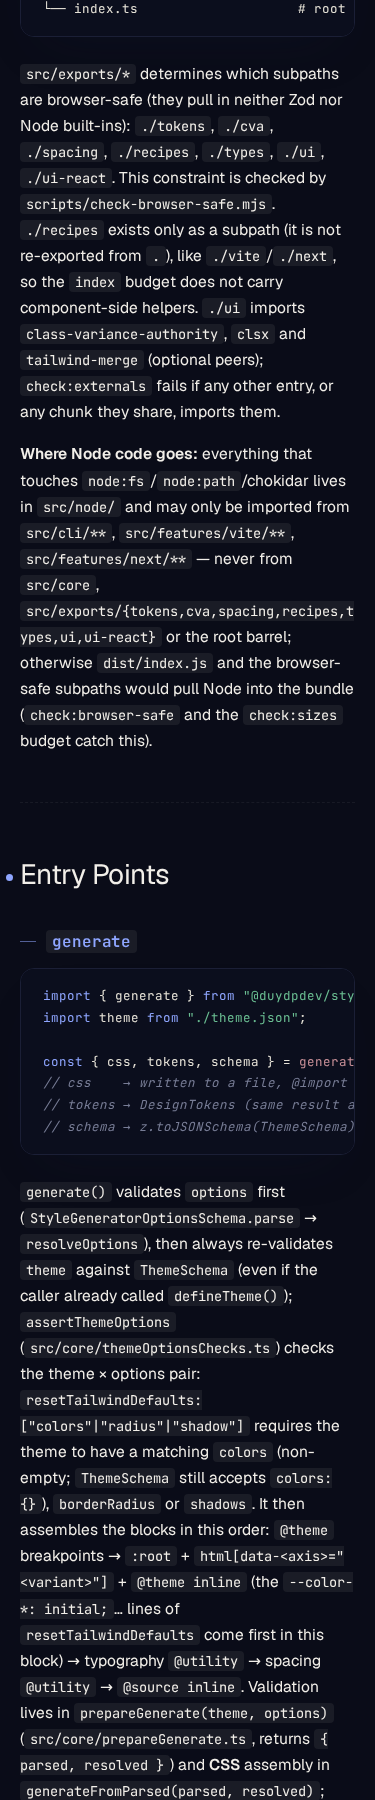 └── index.ts # root
src/exports/* determines which subpaths
are browser-safe (they pull in neither Zod nor
Node built-ins): ./tokens, ./cva,
./spacing, ./recipes, ./types, ./ui,
./ui-react. This constraint is checked by
scripts/check-browser-safe.mjs.
./recipes exists only as a subpath (it is not
re-exported from .), like ./vite/./next,
so the index budget does not carry
component-side helpers. ./ui imports
class-variance-authority, clsx and
tailwind-merge (optional peers);
check:externals fails if any other entry, or
any chunk they share, imports them.
Where Node code goes: everything that
touches node:fs/node:path/chokidar lives
in src/node/ and may only be imported from
src/cli/**, src/features/vite/**,
src/features/next/** — never from
src/core,
src/exports/{tokens,cva,spacing,recipes,t
ypes,ui,ui-react} or the root barrel;
otherwise dist/index.js and the browser-
safe subpaths would pull Node into the bundle
(check:browser-safe and the check:sizes
budget catch this).
Entry Points
— generate
import { generate } from "@duydpdev/sty
import theme from "./theme.json";
const { css, tokens, schema } = generat
// css → written to a file, @import
// tokens → DesignTokens (same result a
// schema → z.toJSONSchema(ThemeSchema)
generate() validates options first
(StyleGeneratorOptionsSchema.parse →
resolveOptions), then always re-validates
theme against ThemeSchema (even if the
caller already called defineTheme());
assertThemeOptions
(src/core/themeOptionsChecks.ts) checks
the theme × options pair:
resetTailwindDefaults:
["colors"|"radius"|"shadow"] requires the
theme to have a matching colors (non-
empty; ThemeSchema still accepts colors:
{}), borderRadius or shadows. It then
assembles the blocks in this order: @theme
breakpoints → :root + html[data-<axis>="
<variant>"] + @theme inline (the --color-
*: initial;… lines of
resetTailwindDefaults come first in this
block) → typography @utility → spacing
@utility → @source inline. Validation
lives in prepareGenerate(theme, options)
(src/core/prepareGenerate.ts, returns {
parsed, resolved }) and CSS assembly in
generateFromParsed(parsed, resolved);